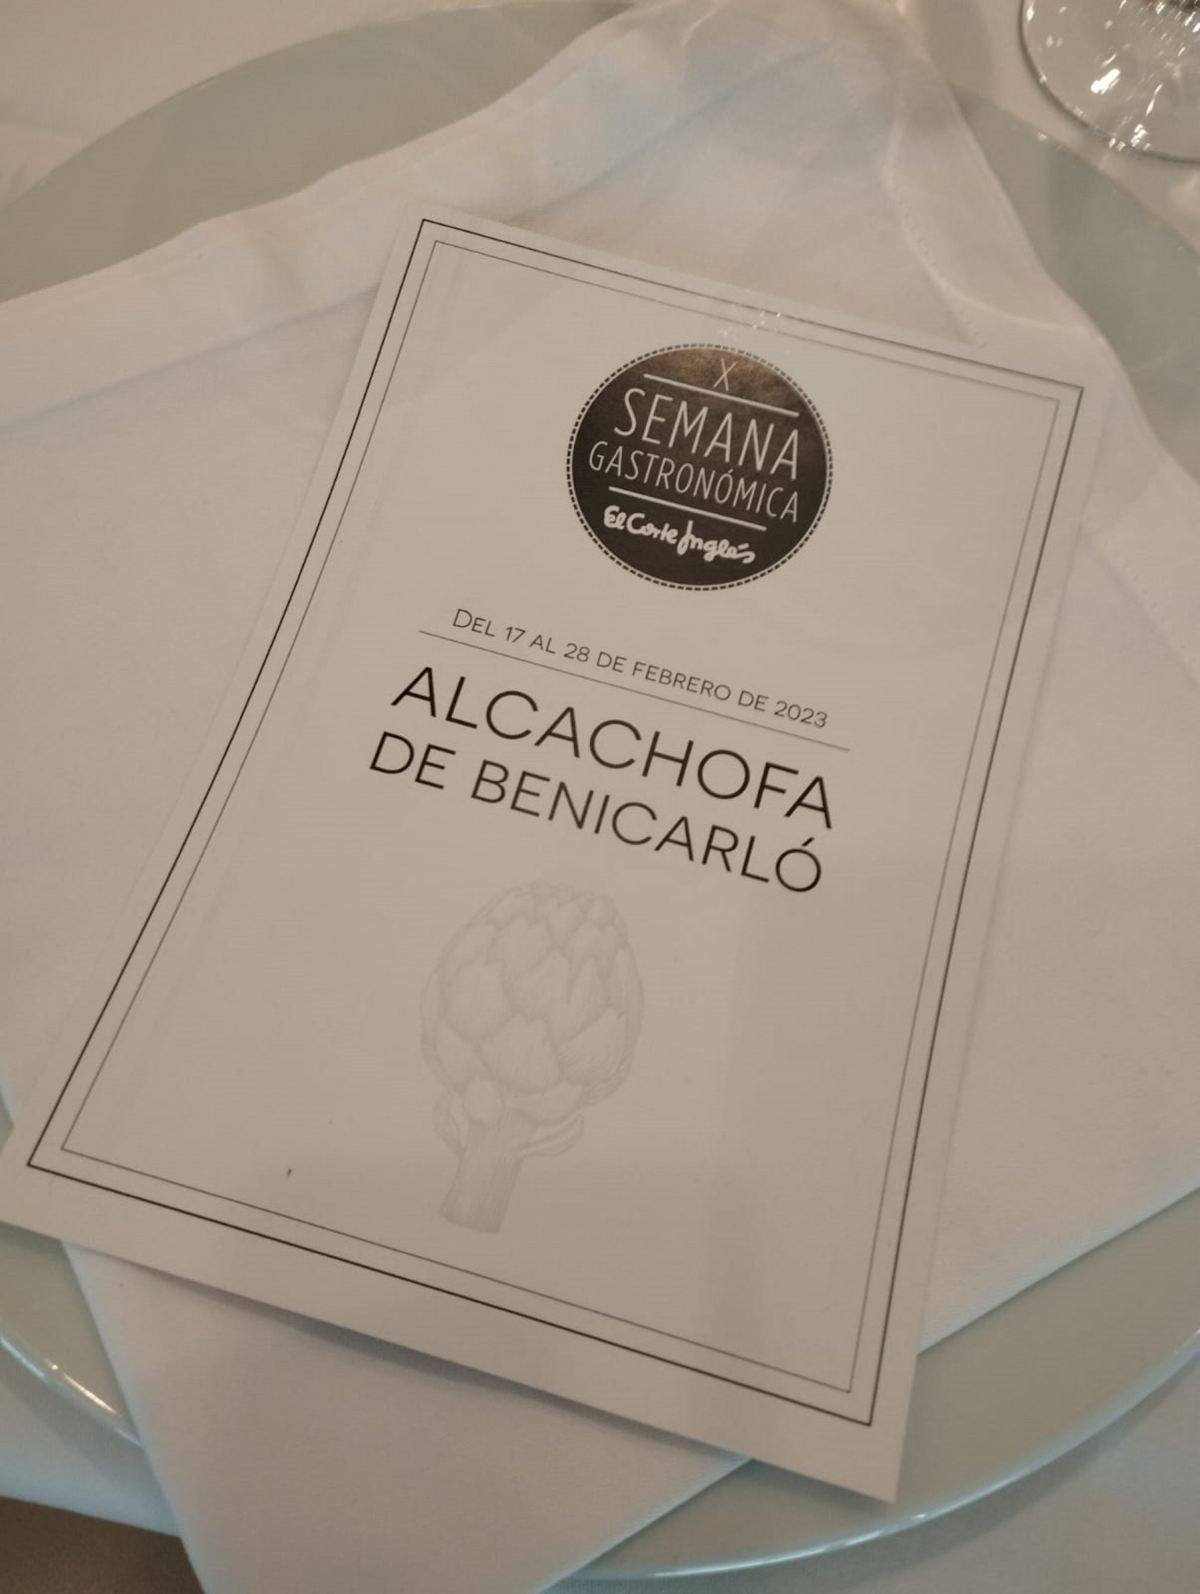 X
SEMANA
GASTRONÓMICA
El Corte Inglés
DEL 17 AL 28 DE FEBRERO DE 2023
ALCACHOFA
DE BENICARLÓ